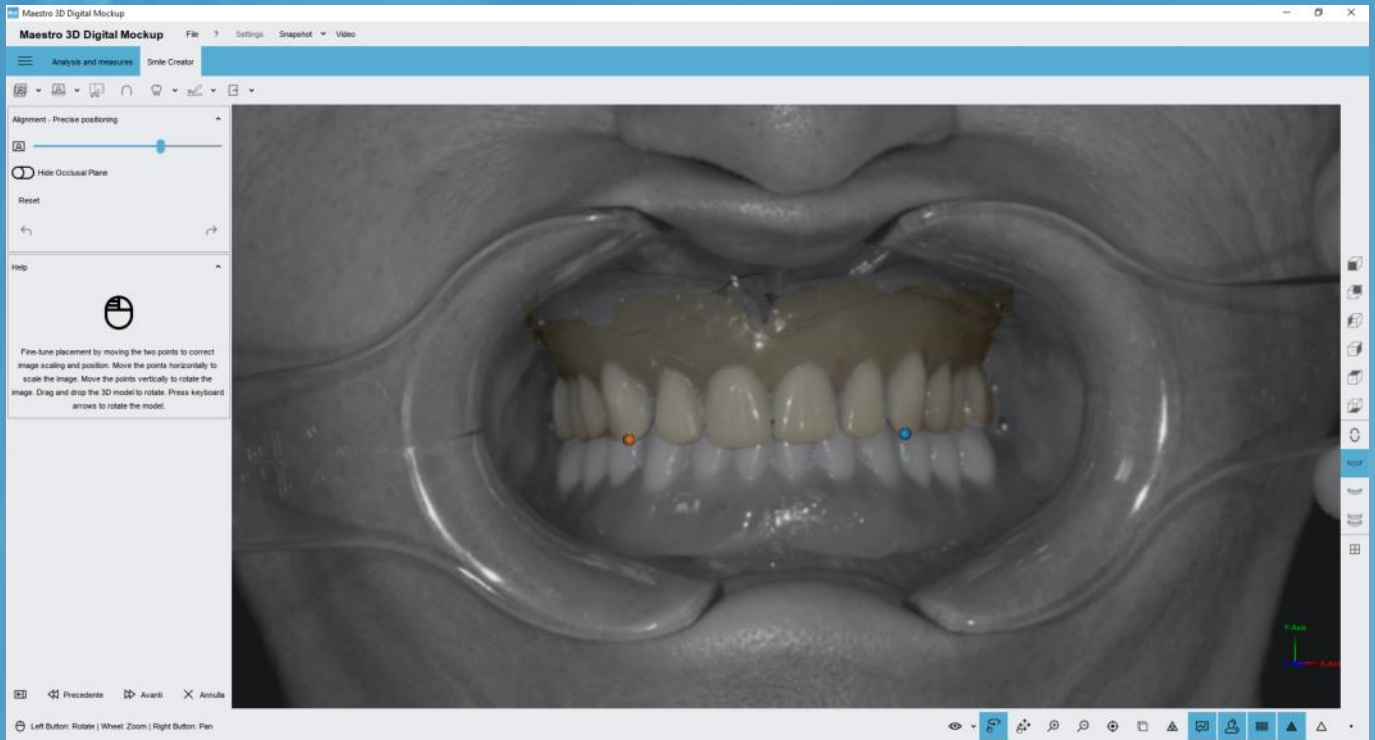 Maestro 3D Digital Mockup
Maestro 3D Digital Mockup File ? Settings Snapshot Video
Analysis and measures Smile Creator
Alignment - Precise positioning
Hide Occlusal Plane
Reset
Help
Fine-tune placement by moving the two points to correct
image scaling and position. Move the points horizontally to
scale the image. Move the points vertically to rotate the
image. Drag and drop the 3D model to rotate. Press keyboard
arrows to rotate the model.
Y-Axis
X-Axis
Precedente Avanti Annulla
Left Button: Rotate | Wheel: Zoom | Right Button: Pan